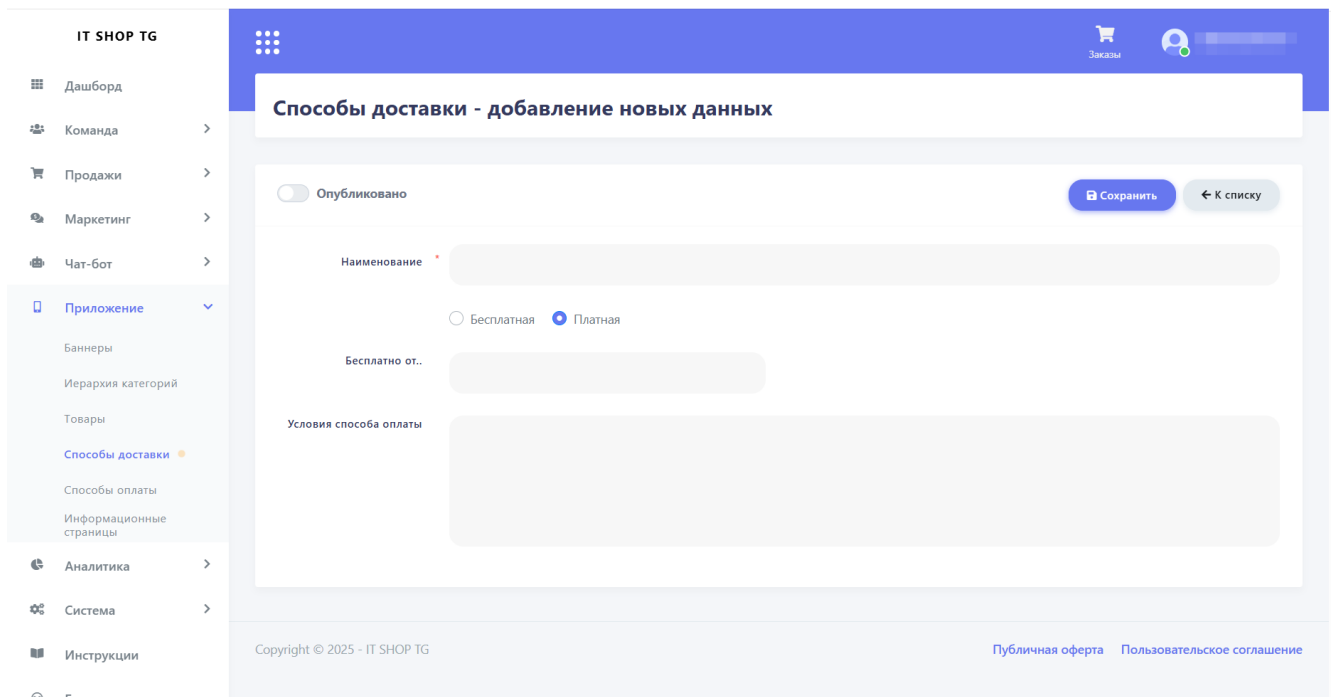 IT SHOP TG
Дашборд
Команда
Продажи
Маркетинг
Чат-бот
Приложение
Баннеры
Иерархия категорий
Товары
Способы доставки
Способы оплаты
Информационные
страницы
Аналитика
Система
Инструкции
Заказы
Способы доставки - добавление новых данных
Опубликовано
Сохранить
К списку
Наименование *
Бесплатная
Платная
Бесплатно от..
Условия способа оплаты
Copyright © 2025 - IT SHOP TG
Публичная оферта
Пользовательское соглашение